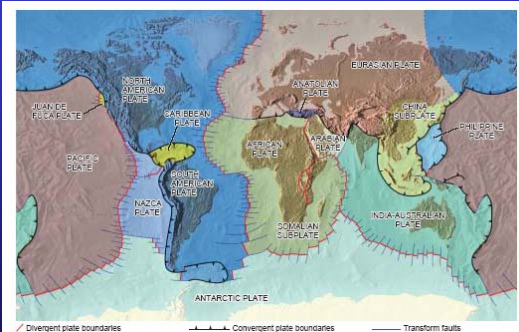 NORTH
AMERICAN
PLATE
EURASIAN PLATE
ANATOLIAN
PLATE
JUAN DE
FUCA PLATE
CARIBBEAN
PLATE
CHINA
SUBPLATE
ARABIAN
PLATE
PHILIPPINE
PLATE
AFRICAN
PLATE
PACIFIC
PLATE
SOUTH
AMERICAN
PLATE
NAZCA
PLATE
SOMALIAN
SUBPLATE
INDIA-AUSTRALIAN
PLATE
ANTARCTIC PLATE
Divergent plate boundaries
Convergent plate boundaries
Transform faults